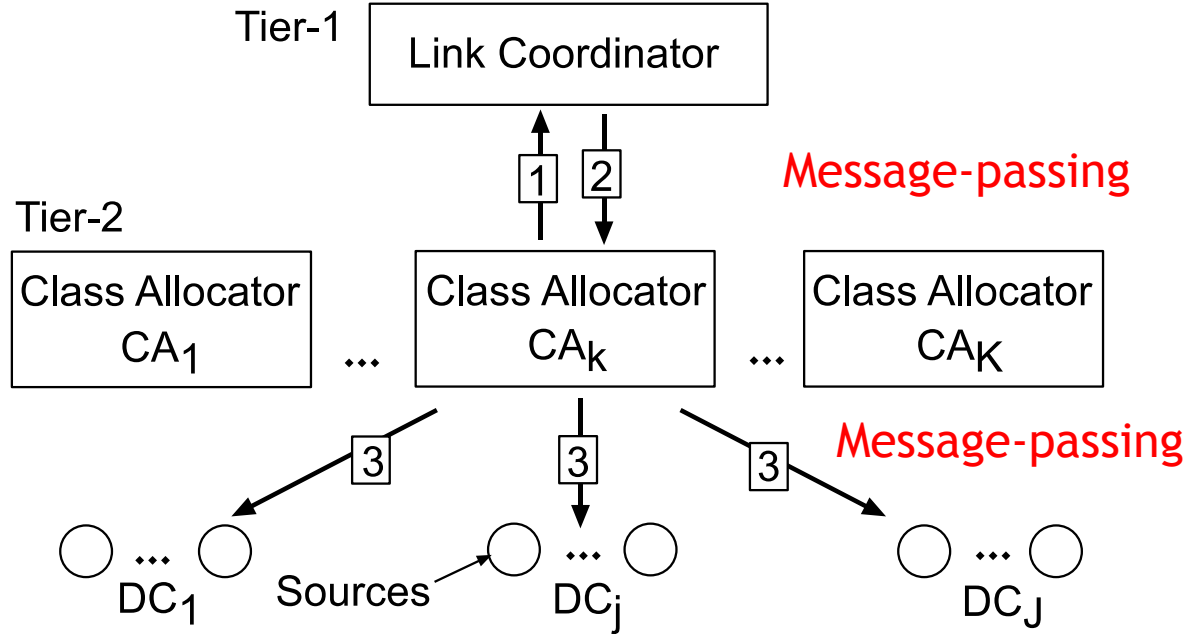 Tier-1
Link Coordinator
1
2
Message-passing
Tier-2
Class Allocator
CA1
...
Class Allocator
CAk
...
Class Allocator
CAK
3
3
3
Message-passing
...
...
...
Sources
DC1
DCj
DCJ